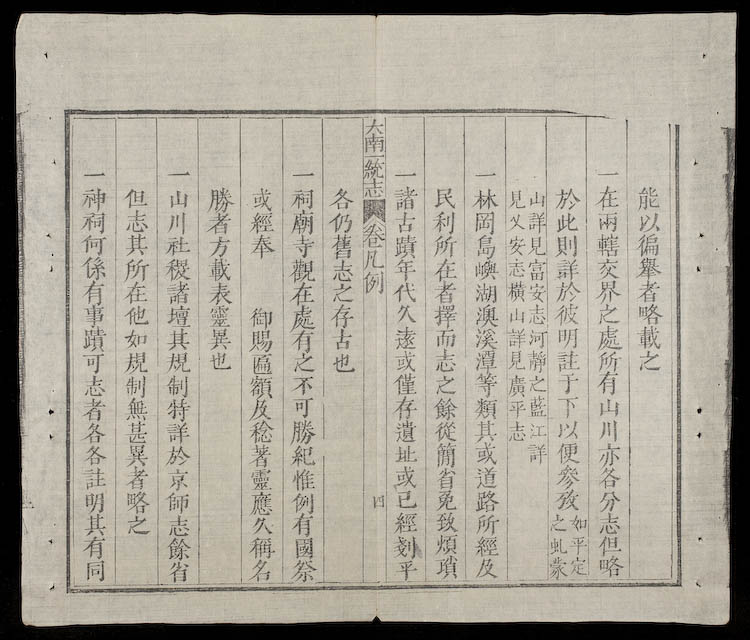 能以徧舉者略載之
一在兩轄交界之處所有山川亦各分志但略
於此則詳於彼明註于下以便參攷如平定之虬蒙
山詳見富安志河靜之藍江詳
見乂安志橫山詳見廣平志
一林岡島嶼湖澳溪潭等類其或道路所經及
民利所在者擇而志之餘從簡省免致煩瑣
一諸古蹟年代久遠或僅存遺址或已經剗平
大南一統志 卷凡例 四
各仍舊志之存古也
一祠廟寺觀在處有之不可勝紀惟例有國祭
或經奉 御賜匾額及稔著靈應久稱名
勝者方載表靈異也
一山川社稷諸壇其規制特詳於京師志餘省
但志其所在他如規制無甚異者略之
一神祠何係有事蹟可志者各各註明其有同